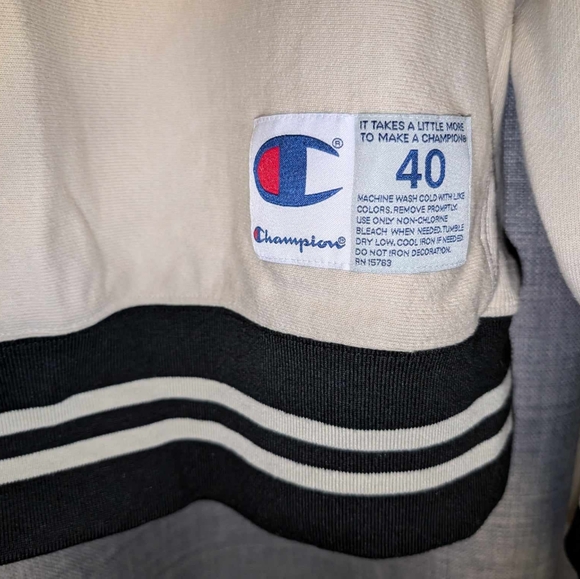 Champion®
IT TAKES A LITTLE MORE
TO MAKE A CHAMPION®
40
MACHINE WASH COLD WITH LIKE
COLORS. REMOVE PROMPTLY.
USE ONLY NON-CHLORINE
BLEACH WHEN NEEDED. TUMBLE
DRY LOW. COOL IRON IF NEEDED.
DO NOT IRON DECORATION.
RN 15763